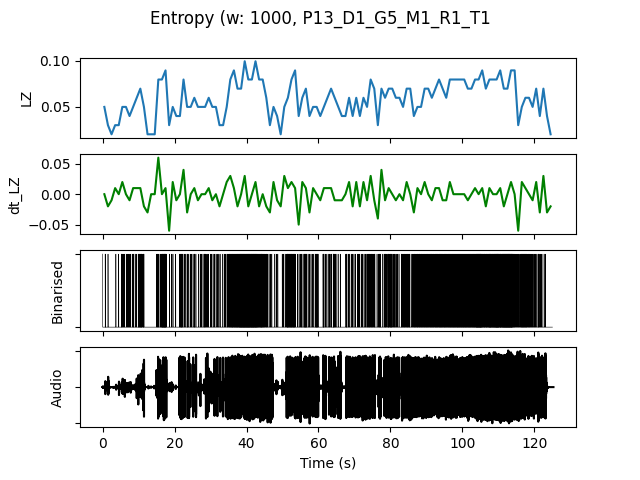 Entropy (w: 1000, P13_D1_G5_M1_R1_T1
0.10
0.05
LZ
0.05
0.00
−0.05
dt_LZ
Binarised
Audio
0 20 40 60 80 100 120
Time (s)